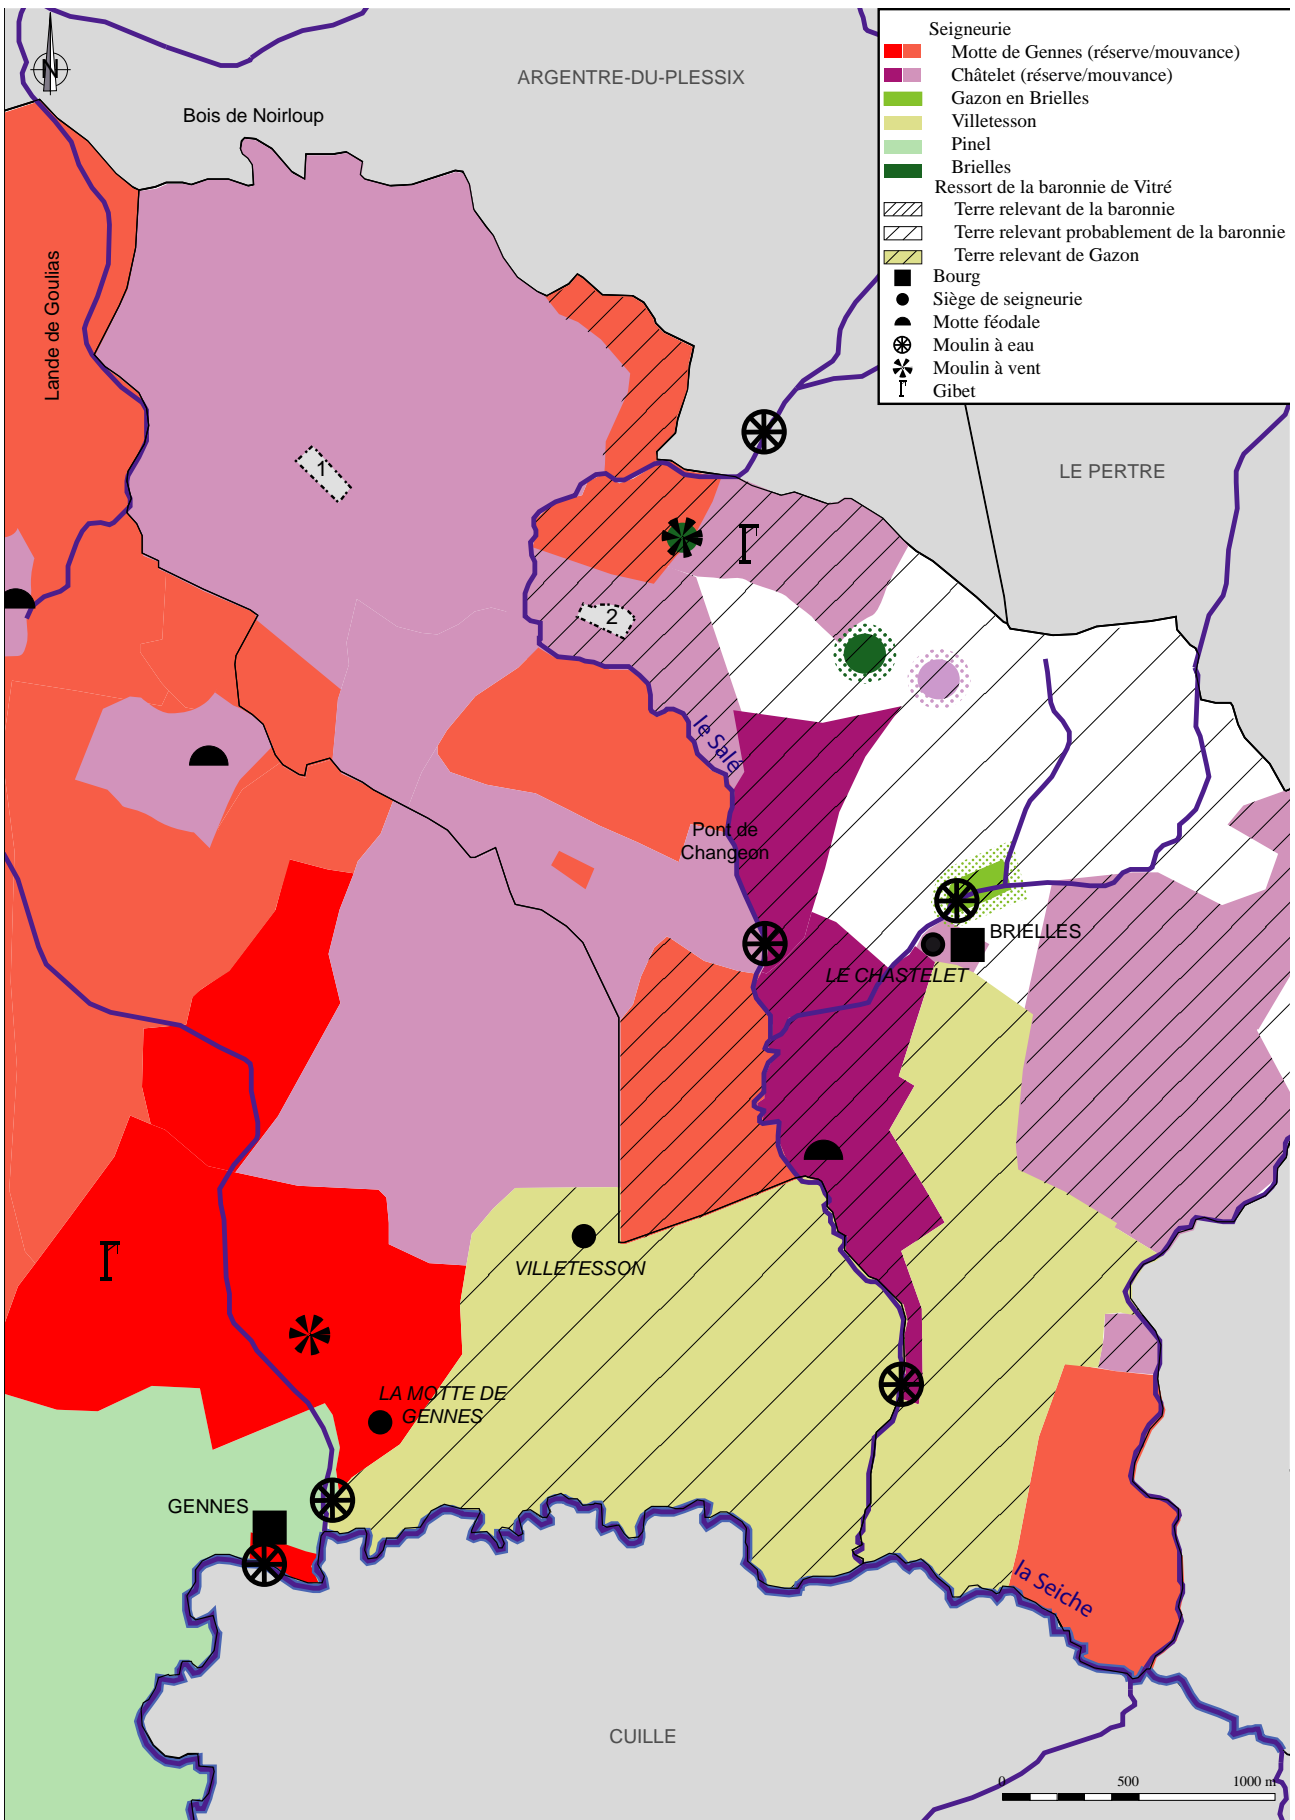 Seigneurie
Motte de Gennes (réserve/mouvance)
Châtelet (réserve/mouvance)
Gazon en Brielles
Villetesson
Pinel
Brielles
Ressort de la baronnie de Vitré
Terre relevant de la baronnie
Terre relevant probablement de la baronnie
Terre relevant de Gazon
Bourg
Siège de seigneurie
Motte féodale
Moulin à eau
Moulin à vent
Gibet
N
ARGENTRE-DU-PLESSIX
Bois de Noirloup
Lande de Goulias
1
LE PERTRE
2
le Salé
Pont de
Changeon
BRIELLES
LE CHASTELET
VILLETESSON
LA MOTTE DE
GENNES
GENNES
la Seiche
CUILLE
0 500 1000 m